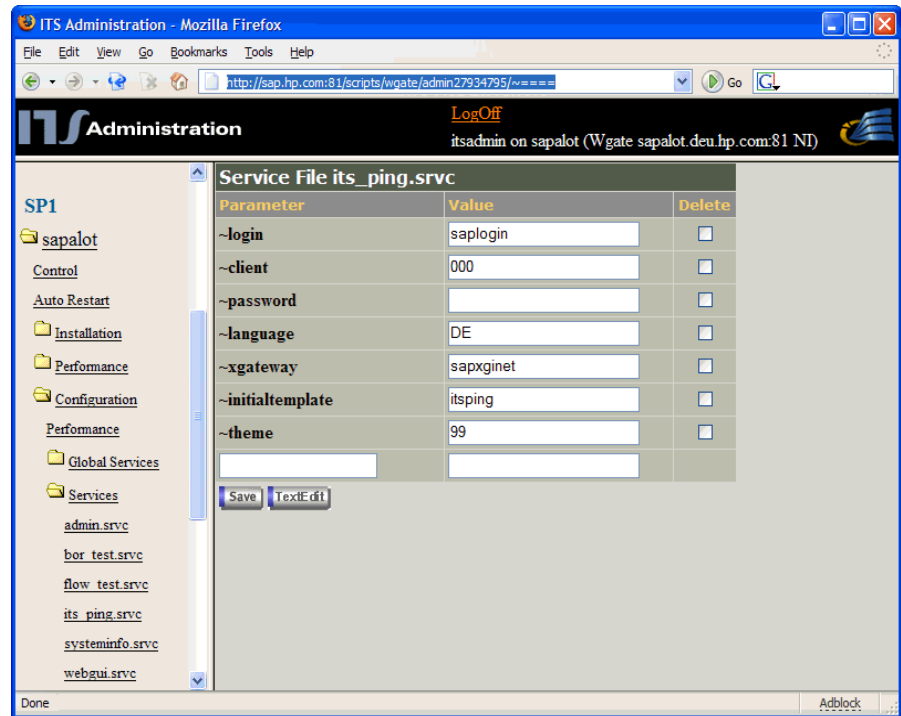 ITS Administration - Mozilla Firefox
File Edit View Go Bookmarks Tools Help
http://sap.hp.com:81/scripts/wgate/admin27934795/~==== Go G
ITS Administration
LogOff
itsadmin on sapalot (Wgate sapalot.deu.hp.com:81 NI)
SP1
sapalot
Control
Auto Restart
Installation
Performance
Configuration
Performance
Global Services
Services
admin.srvc
bor_test.srvc
flow_test.srvc
its_ping.srvc
systeminfo.srvc
webgui.srvc
Service File its_ping.srvc
Parameter Value Delete
~login saplogin
~client 000
~password
~language DE
~xgateway sapxginet
~initialtemplate itsping
~theme 99
Save TextEdit
Done Adblock